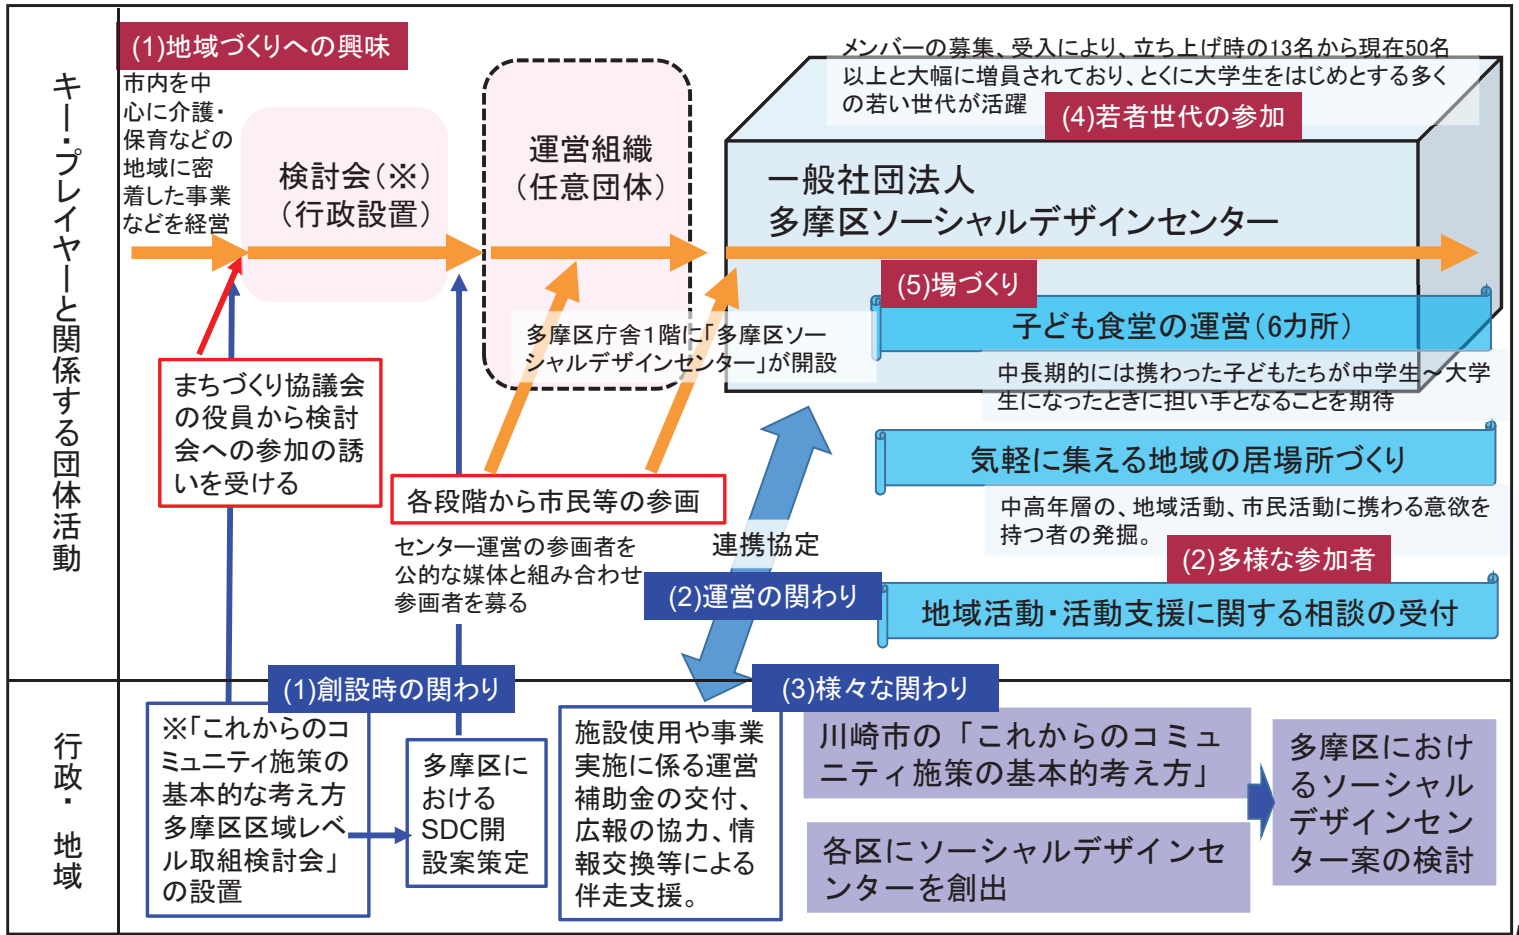 キー・プレイヤーと関係する団体活動
(1)地域づくりへの興味
市内を中
心に介護・
保育などの
地域に密
着した事業
などを経営
検討会(※)
(行政設置)
運営組織
(任意団体)
メンバーの募集、受入により、立ち上げ時の13名から現在50名
以上と大幅に増員されており、とくに大学生をはじめとする多く
の若い世代が活躍
(4)若者世代の参加
一般社団法人
多摩区ソーシャルデザインセンター
(5)場づくり
子ども食堂の運営(6カ所)
中長期的には携わった子どもたちが中学生～大学
生になったときに担い手となることを期待
多摩区庁舎1階に「多摩区ソー
シャルデザインセンター」が開設
まちづくり協議会
の役員から検討
会への参加の誘
いを受ける
各段階から市民等の参画
センター運営の参画者を
公的な媒体と組み合わせ
参画者を募る
気軽に集える地域の居場所づくり
中高年層の、地域活動、市民活動に携わる意欲を
持つ者の発掘。
(2)多様な参加者
地域活動・活動支援に関する相談の受付
連携協定
(2)運営の関わり
行政・地域
(1)創設時の関わり
(3)様々な関わり
※「これからのコ
ミュニティ施策の
基本的な考え方
多摩区区域レベ
ル取組検討会」
の設置
多摩区に
おける
SDC開
設案策定
施設使用や事業
実施に係る運営
補助金の交付、
広報の協力、情
報交換等による
伴走支援。
川崎市の「これからのコミュ
ニティ施策の基本的考え方」
各区にソーシャルデザインセ
ンターを創出
多摩区におけ
るソーシャル
デザインセン
ター案の検討